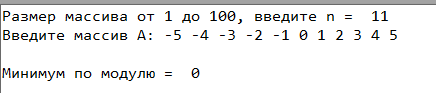 Размер массива от 1 до 100, введите n =  11
Введите массив A: -5 -4 -3 -2 -1 0 1 2 3 4 5
Минимум по модулю =  0